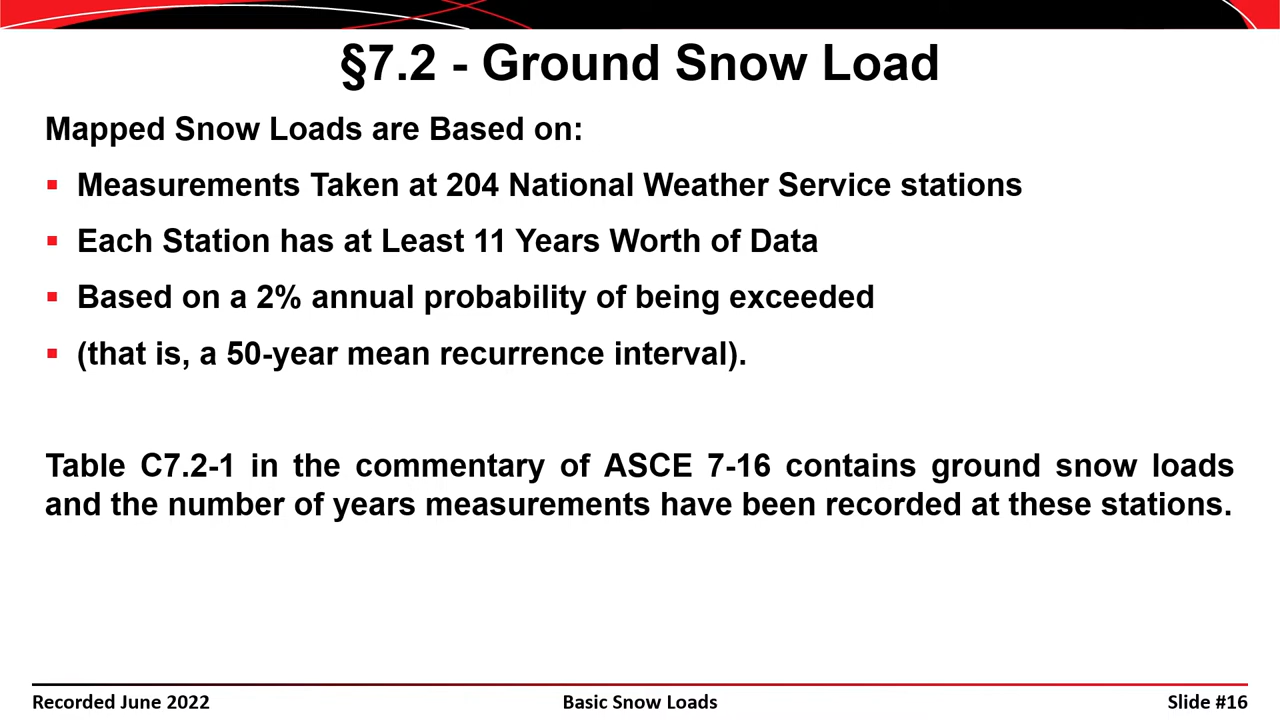 §7.2 - Ground Snow Load
Mapped Snow Loads are Based on:
▪ Measurements Taken at 204 National Weather Service stations
▪ Each Station has at Least 11 Years Worth of Data
▪ Based on a 2% annual probability of being exceeded
▪ (that is, a 50-year mean recurrence interval).
Table C7.2-1 in the commentary of ASCE 7-16 contains ground snow loads
and the number of years measurements have been recorded at these stations.
Recorded June 2022
Basic Snow Loads
Slide #16